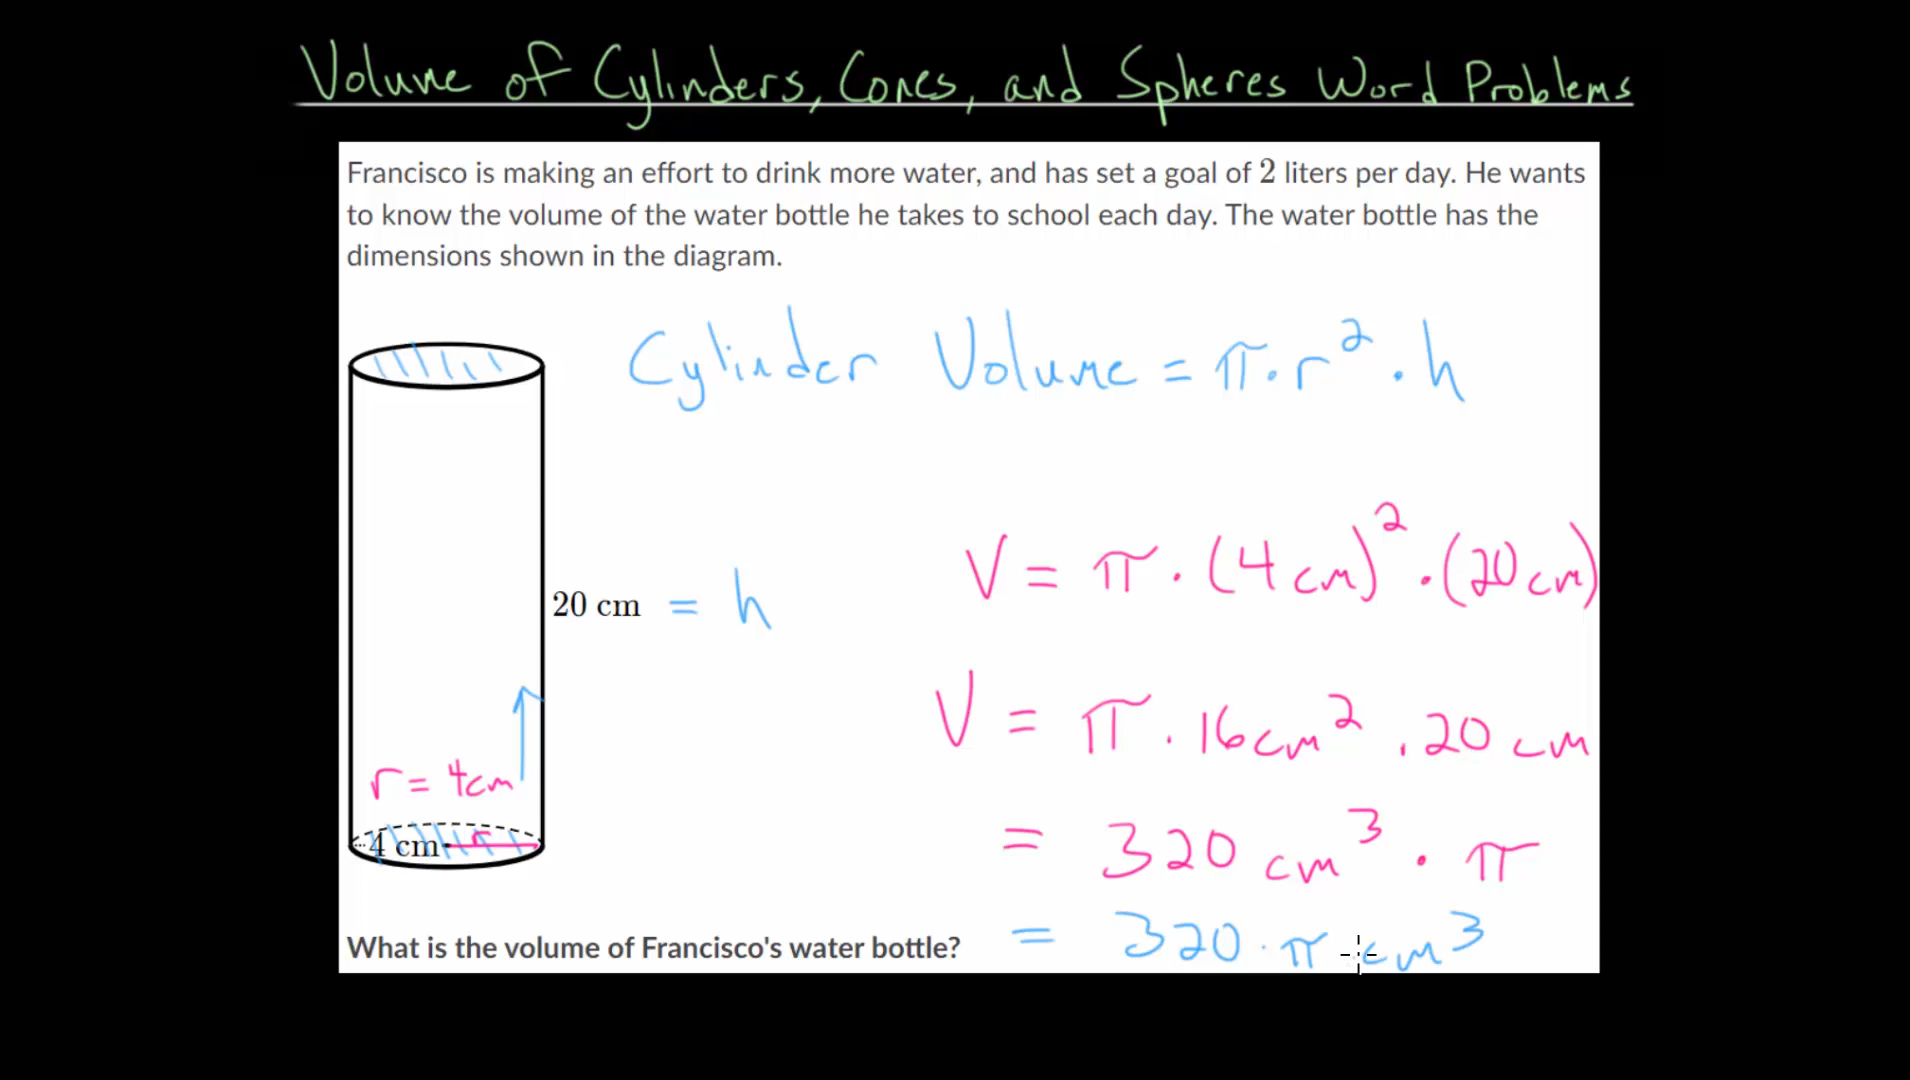 Volume of Cylinders, Cones, and Spheres Word Problems
Francisco is making an effort to drink more water, and has set a goal of 2 liters per day. He wants
to know the volume of the water bottle he takes to school each day. The water bottle has the
dimensions shown in the diagram.
Cylinder Volume = π · r² · h
V = π · (4 cm)² · (20 cm)
20 cm = h
V = π · 16 cm² · 20 cm
r = 4cm
= 320 cm³ · π
4 cm r
What is the volume of Francisco's water bottle? = 320 · π cm³